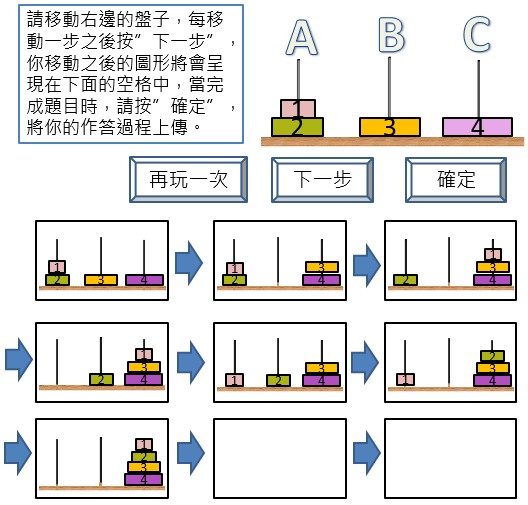 請移動右邊的盤子，每移
動一步之後按”下一步”，
你移動之後的圖形將會呈
現在下面的空格中，當完
成題目時，請按”確定”，
將你的作答過程上傳。
A B C
1
2 3 4
再玩一次 下一步 確定
1 1 3 1
2 3 4 2 4 2 3 4
1 3 4 2 1 2 3 4 1 2 3 4
1 2 3 4